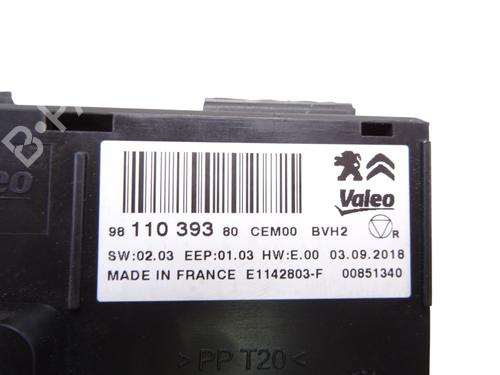 Valeo
98 110 393 80 CEM00 BVH2
R
SW:02.03 EEP:01.03 HW:E.00 03.09.2018
MADE IN FRANCE E1142803-F 00851340
>PP T20<